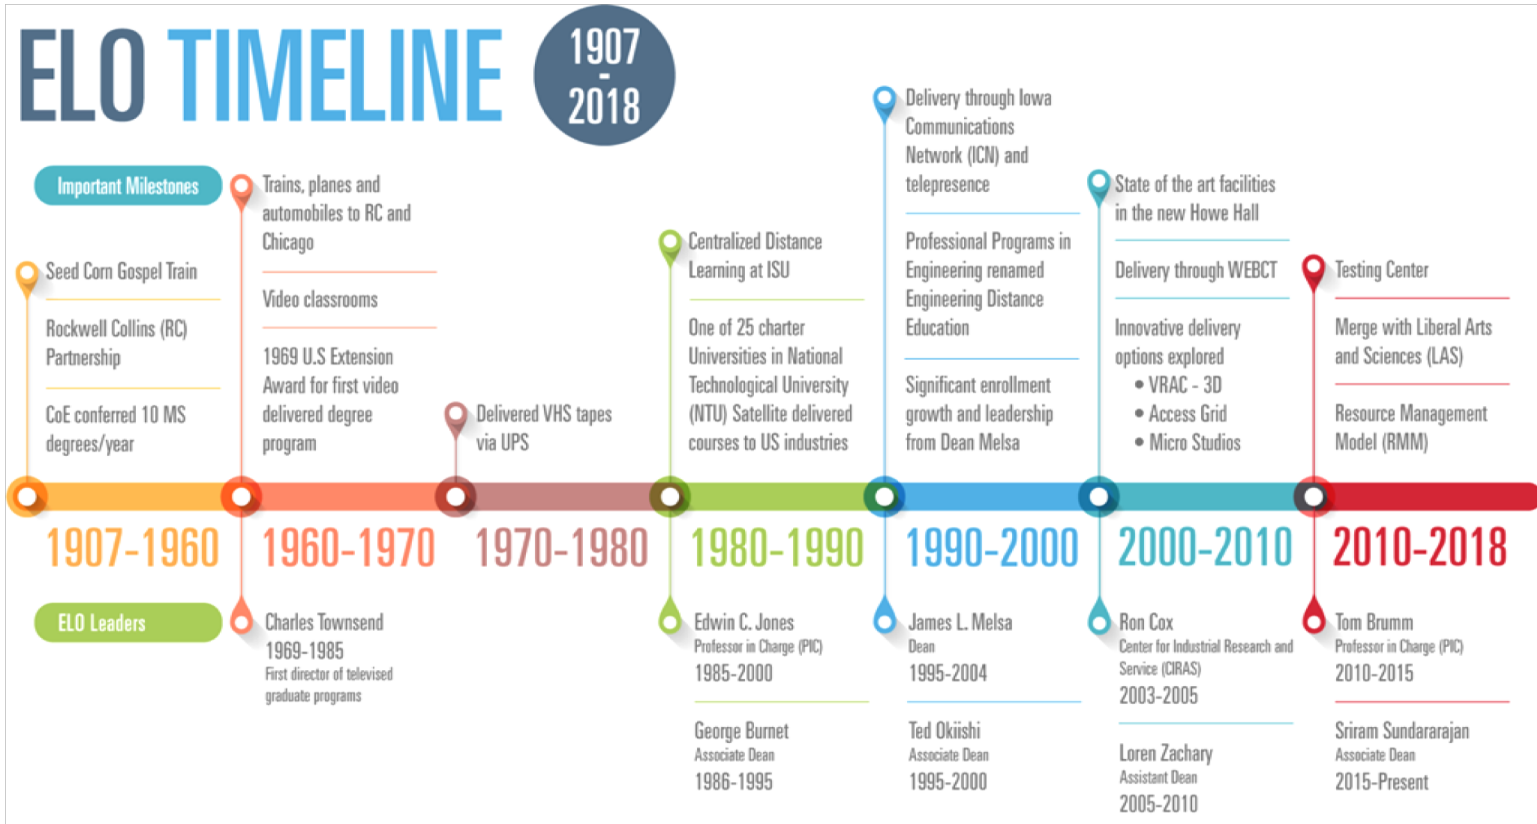 ELO TIMELINE
1907
-
2018
Important Milestones
Seed Corn Gospel Train
Rockwell Collins (RC)
Partnership
CoE conferred 10 MS
degrees/year
Trains, planes and
automobiles to RC and
Chicago
Video classrooms
1969 U.S Extension
Award for first video
delivered degree
program
Delivered VHS tapes
via UPS
Centralized Distance
Learning at ISU
One of 25 charter
Universities in National
Technological University
(NTU) Satellite delivered
courses to US industries
Delivery through Iowa
Communications
Network (ICN) and
telepresence
Professional Programs in
Engineering renamed
Engineering Distance
Education
Significant enrollment
growth and leadership
from Dean Melsa
State of the art facilities
in the new Howe Hall
Delivery through WEBCT
Innovative delivery
options explored
• VRAC - 3D
• Access Grid
• Micro Studios
Testing Center
Merge with Liberal Arts
and Sciences (LAS)
Resource Management
Model (RMM)
1907-1960
1960-1970
1970-1980
1980-1990
1990-2000
2000-2010
2010-2018
ELO Leaders
Charles Townsend
1969-1985
First director of televised
graduate programs
Edwin C. Jones
Professor in Charge (PIC)
1985-2000
George Burnet
Associate Dean
1986-1995
James L. Melsa
Dean
1995-2004
Ted Okiishi
Associate Dean
1995-2000
Ron Cox
Center for Industrial Research and
Service (CIRAS)
2003-2005
Loren Zachary
Assistant Dean
2005-2010
Tom Brumm
Professor in Charge (PIC)
2010-2015
Sriram Sundararajan
Associate Dean
2015-Present